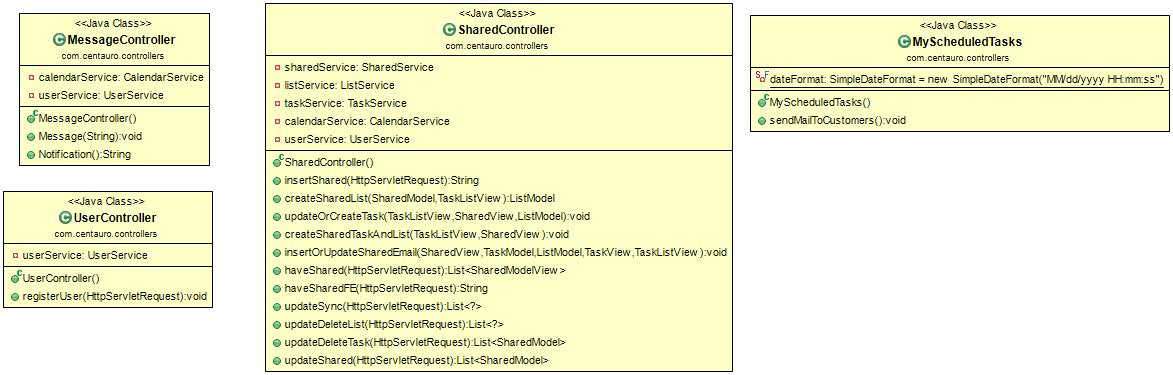 <<Java Class>>
MessageController
com.centauro.controllers
calendarService: CalendarService
userService: UserService
MessageController()
Message(String):void
Notification():String
<<Java Class>>
UserController
com.centauro.controllers
userService: UserService
UserController()
registerUser(HttpServletRequest):void
<<Java Class>>
SharedController
com.centauro.controllers
sharedService: SharedService
listService: ListService
taskService: TaskService
calendarService: CalendarService
userService: UserService
SharedController()
insertShared(HttpServletRequest):String
createSharedList(SharedModel,TaskListView):ListModel
updateOrCreateTask(TaskListView,SharedView,ListModel):void
createSharedTaskAndList(TaskListView,SharedView):void
insertOrUpdateSharedEmail(SharedView,TaskModel,ListModel,TaskView,TaskListView):void
haveShared(HttpServletRequest):List<SharedModelView>
haveSharedFE(HttpServletRequest):String
updateSync(HttpServletRequest):List<?>
updateDeleteList(HttpServletRequest):List<?>
updateDeleteTask(HttpServletRequest):List<SharedModel>
updateShared(HttpServletRequest):List<SharedModel>
<<Java Class>>
MyScheduledTasks
com.centauro.controllers
dateFormat: SimpleDateFormat = new SimpleDateFormat("MM/dd/yyyy HH:mm:ss")
MyScheduledTasks()
sendMailToCustomers():void